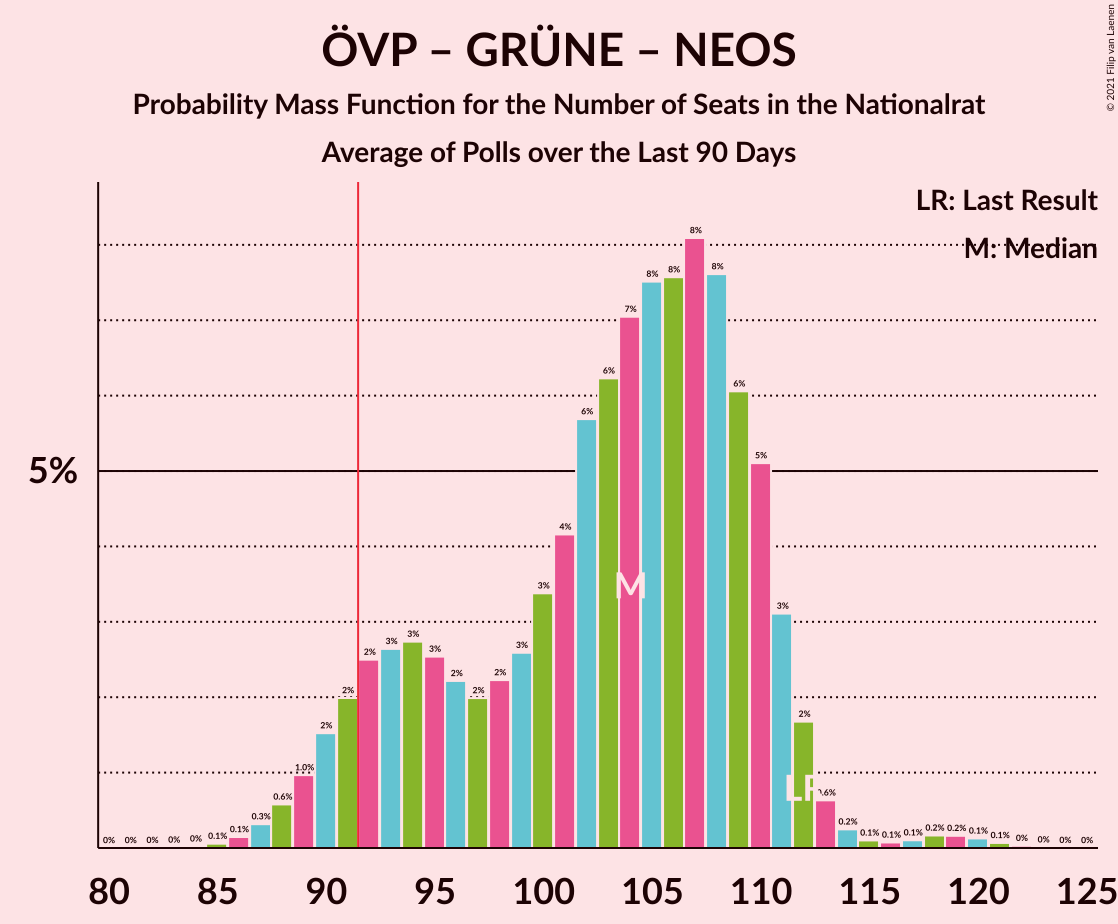 ÖVP – GRÜNE – NEOS
Probability Mass Function for the Number of Seats in the Nationalrat
Average of Polls over the Last 90 Days
© 2021 Filip van Laenen
LR: Last Result
M: Median
5%
0% 0% 0% 0% 0% 0.1% 0.1% 0.3% 0.6% 1.0% 2% 2% 2% 3% 3% 3% 2% 2% 2% 3% 3% 4% 6% 6% 7% 8% 8% 8% 8% 6% 5% 3% 2% 0.6% 0.2% 0.1% 0.1% 0.1% 0.2% 0.2% 0.1% 0.1% 0% 0% 0% 0%
M
LR
80 85 90 95 100 105 110 115 120 125